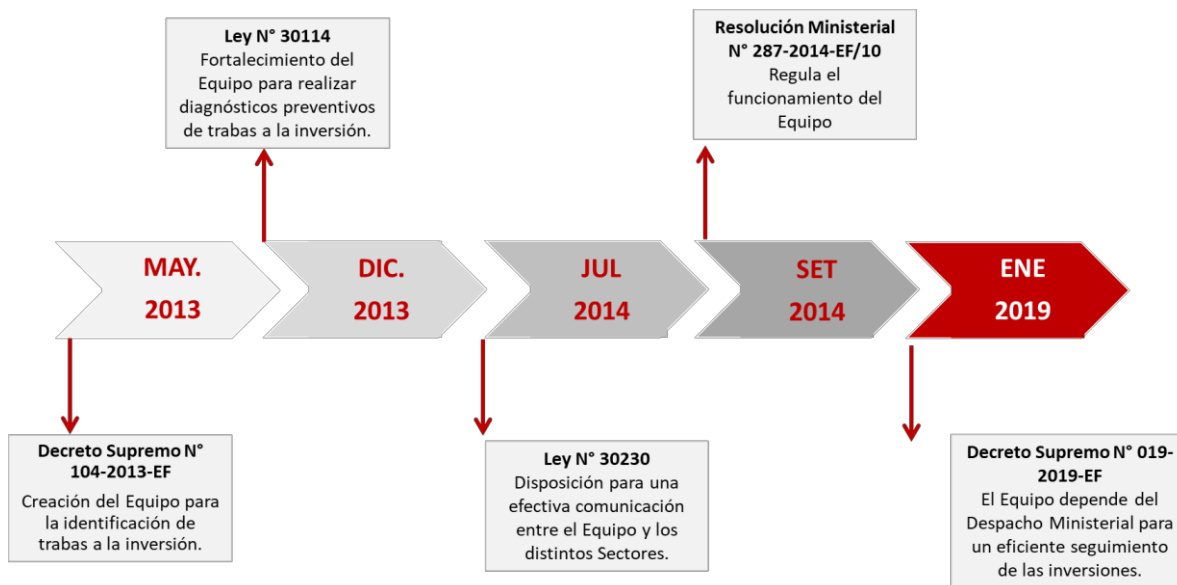 Ley N° 30114
Fortalecimiento del
Equipo para realizar
diagnósticos preventivos
de trabas a la inversión.
Resolución Ministerial
N° 287-2014-EF/10
Regula el
funcionamiento del
Equipo
MAY.
2013
DIC.
2013
JUL
2014
SET
2014
ENE
2019
Decreto Supremo N°
104-2013-EF
Creación del Equipo para
la identificación de
trabas a la inversión.
Ley N° 30230
Disposición para una
efectiva comunicación
entre el Equipo y los
distintos Sectores.
Decreto Supremo N° 019-
2019-EF
El Equipo depende del
Despacho Ministerial para
un eficiente seguimiento
de las inversiones.